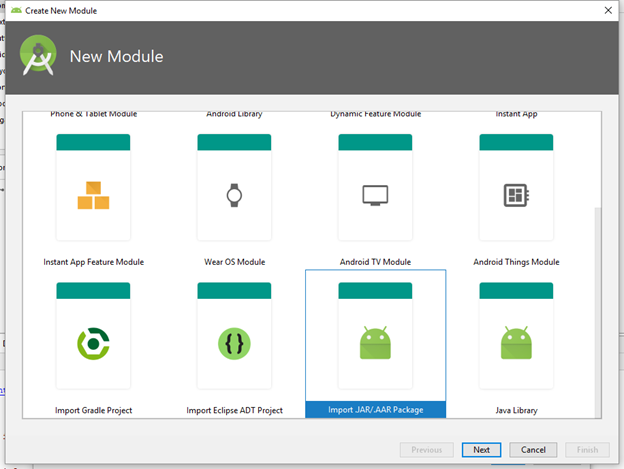 Create New Module
New Module
Phone & Tablet Module Android Library Dynamic Feature Module Instant App
Instant App Feature Module Wear OS Module Android TV Module Android Things Module
{}
Import Gradle Project Import Eclipse ADT Project Import .JAR/.AAR Package Java Library
Previous Next Cancel Finish